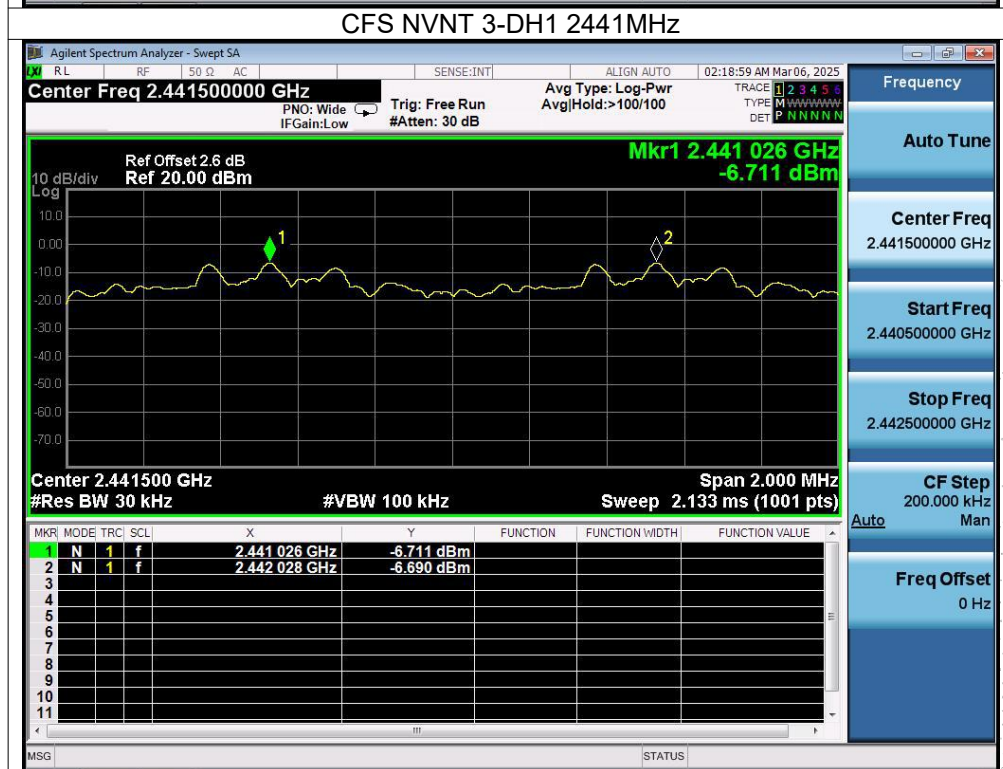 CFS NVNT 3-DH1 2441MHz
Agilent Spectrum Analyzer - Swept SA
LXI RL RF 50 Ω AC SENSE:INT ALIGN AUTO 02:18:59 AM Mar 06, 2025
Center Freq 2.441500000 GHz
PNO: Wide
IFGain:Low
Trig: Free Run
#Atten: 30 dB
Avg Type: Log-Pwr
Avg|Hold:>100/100
TRACE 1 2 3 4 5 6
TYPE M WWWWW
DET P N N N N N
Ref Offset 2.6 dB
Ref 20.00 dBm
10 dB/div
Log
Mkr1 2.441 026 GHz
-6.711 dBm
10.0
0.00
-10.0
-20.0
-30.0
-40.0
-50.0
-60.0
-70.0
1
2
Center 2.441500 GHz
Span 2.000 MHz
#Res BW 30 kHz
#VBW 100 kHz
Sweep 2.133 ms (1001 pts)
MKR MODE TRC SCL X Y FUNCTION FUNCTION WIDTH FUNCTION VALUE
1 N 1 f 2.441 026 GHz -6.711 dBm
2 N 1 f 2.442 028 GHz -6.690 dBm
3
4
5
6
7
8
9
10
11
MSG
STATUS
Frequency
Auto Tune
Center Freq
2.441500000 GHz
Start Freq
2.440500000 GHz
Stop Freq
2.442500000 GHz
CF Step
200.000 kHz
Auto Man
Freq Offset
0 Hz